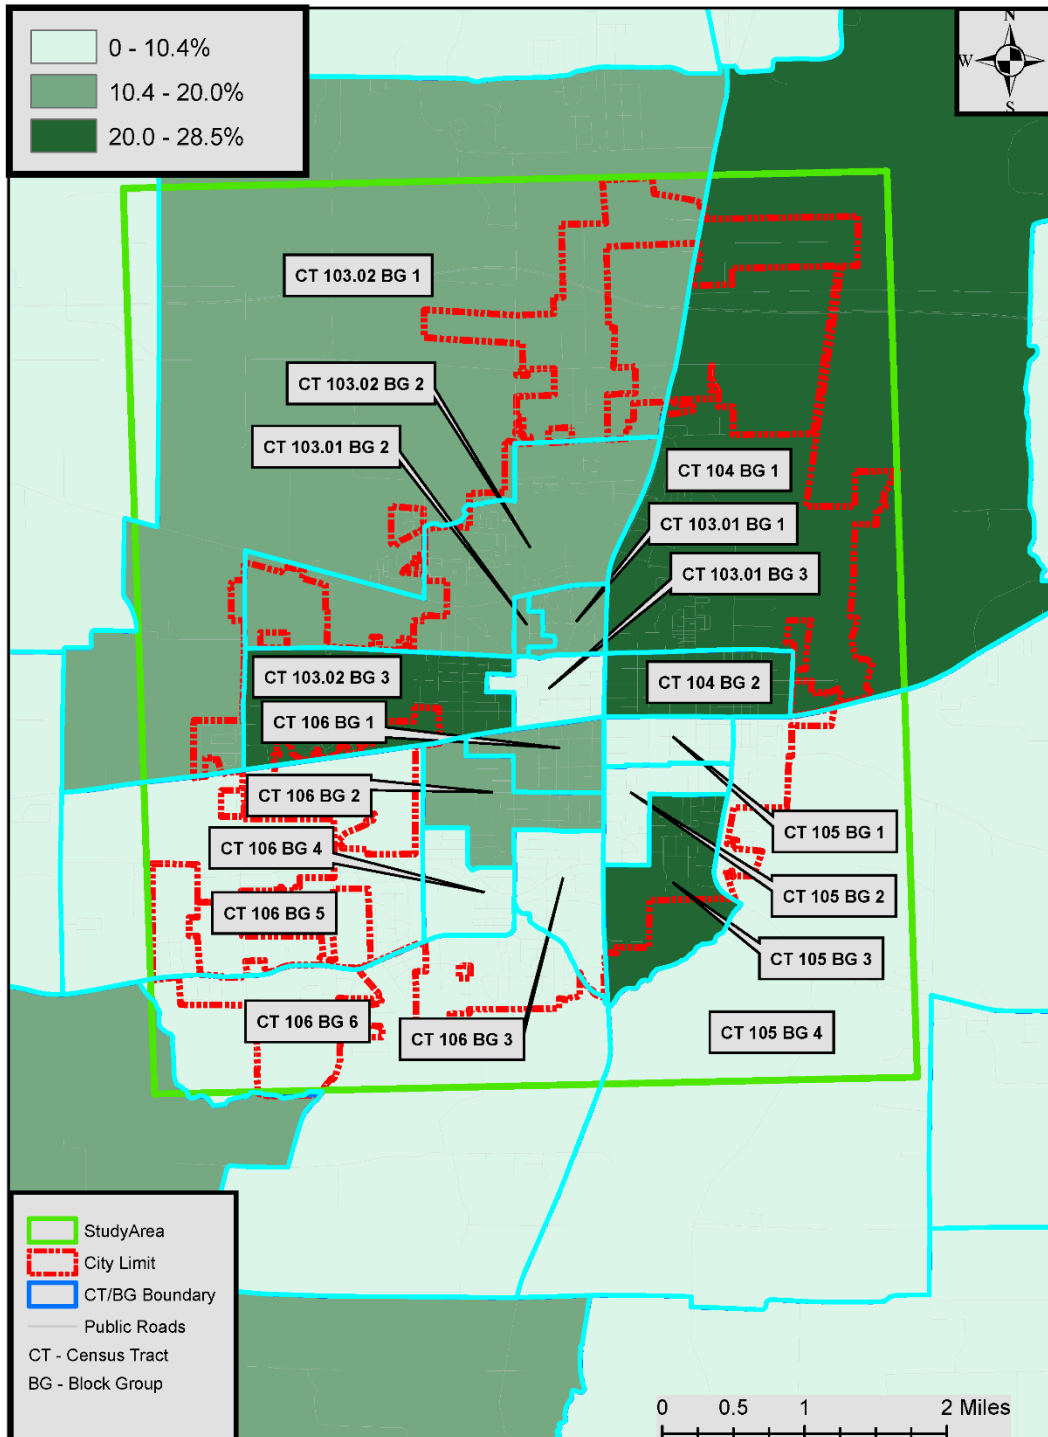 0 - 10.4%
10.4 - 20.0%
20.0 - 28.5%
N
W
S
CT 103.02 BG 1
CT 103.02 BG 2
CT 103.01 BG 2
CT 104 BG 1
CT 103.01 BG 1
CT 103.01 BG 3
CT 103.02 BG 3
CT 104 BG 2
CT 106 BG 1
CT 106 BG 2
CT 105 BG 1
CT 106 BG 4
CT 105 BG 2
CT 106 BG 5
CT 105 BG 3
CT 106 BG 6
CT 106 BG 3
CT 105 BG 4
StudyArea
City Limit
CT/BG Boundary
Public Roads
CT - Census Tract
BG - Block Group
0 0.5 1 2 Miles